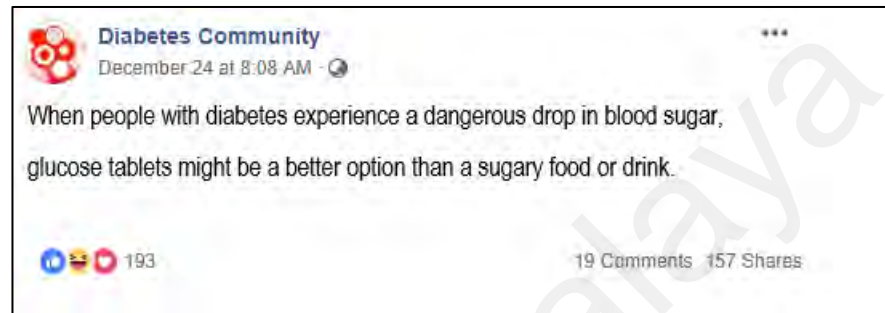 Diabetes Community
December 24 at 8:08 AM ·
When people with diabetes experience a dangerous drop in blood sugar,
glucose tablets might be a better option than a sugary food or drink.
193 19 Comments 157 Shares
alaya